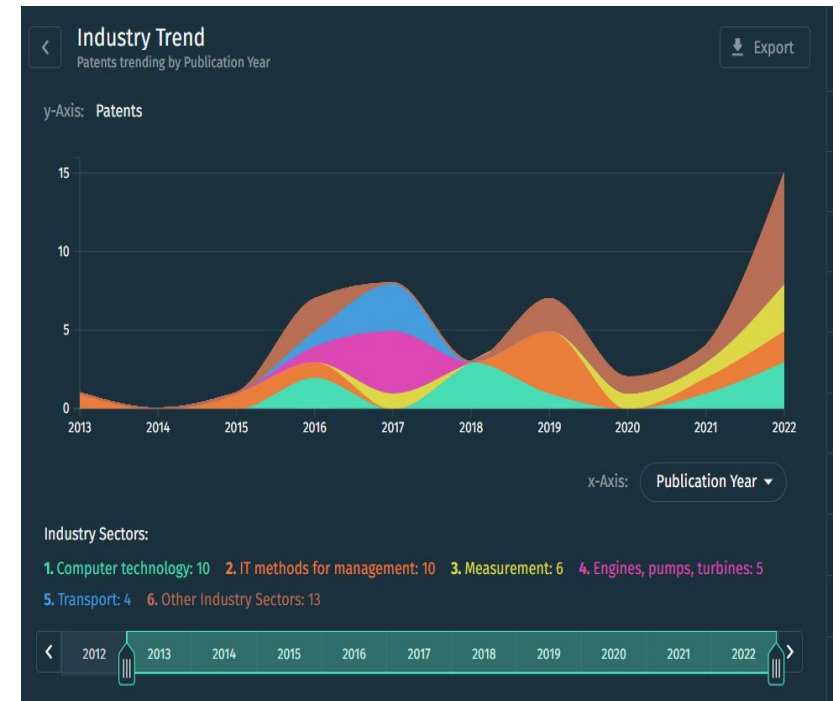 Industry Trend
Patents trending by Publication Year
Export
y-Axis: Patents
15
10
5
0
2013 2014 2015 2016 2017 2018 2019 2020 2021 2022
x-Axis: Publication Year
Industry Sectors:
1. Computer technology: 10 2. IT methods for management: 10 3. Measurement: 6 4. Engines, pumps, turbines: 5
5. Transport: 4 6. Other Industry Sectors: 13
2012 2013 2014 2015 2016 2017 2018 2019 2020 2021 2022